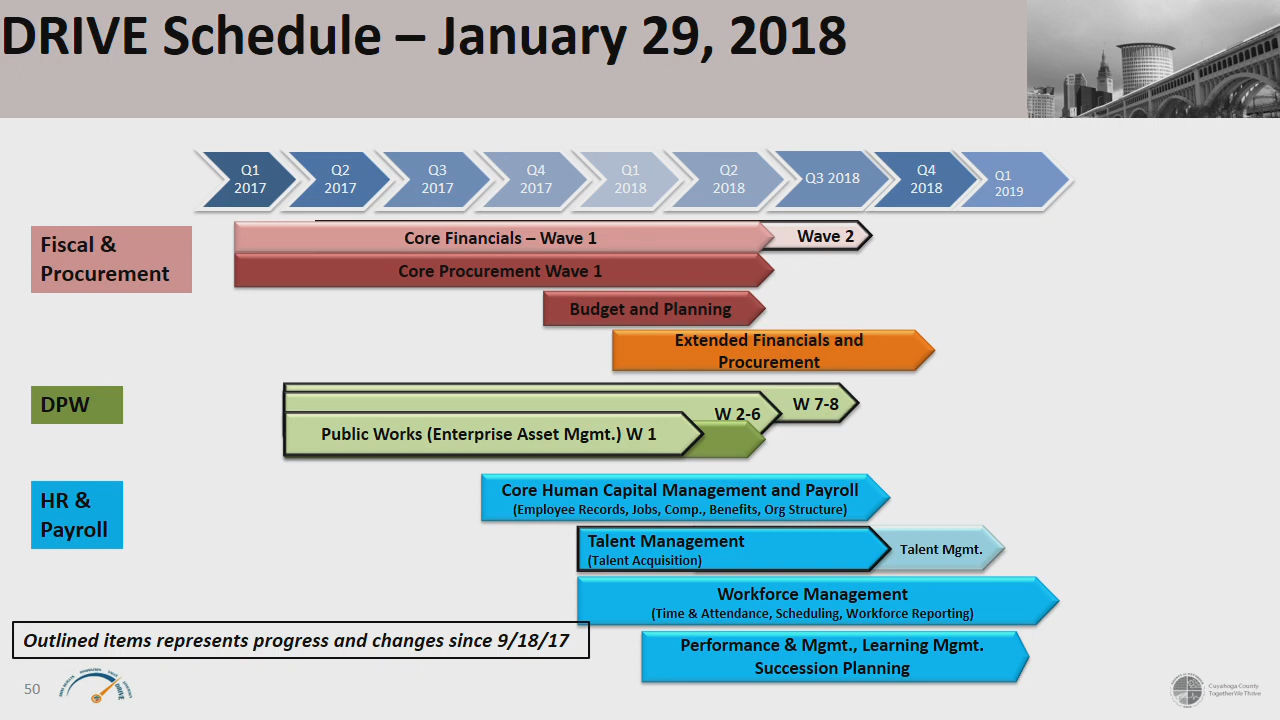 DRIVE Schedule – January 29, 2018
Q1
2017
Q2
2017
Q3
2017
Q4
2017
Q1
2018
Q2
2018
Q3 2018
Q4
2018
Q1
2019
Fiscal &
Procurement
Core Financials – Wave 1
Wave 2
Core Procurement Wave 1
Budget and Planning
Extended Financials and
Procurement
DPW
W 7-8
W 2-6
Public Works (Enterprise Asset Mgmt.) W 1
HR &
Payroll
Core Human Capital Management and Payroll
(Employee Records, Jobs, Comp., Benefits, Org Structure)
Talent Management
(Talent Acquisition)
Talent Mgmt.
Workforce Management
(Time & Attendance, Scheduling, Workforce Reporting)
Performance & Mgmt., Learning Mgmt.
Succession Planning
Outlined items represents progress and changes since 9/18/17
50
DRIVE
Cuyahoga County
Together We Thrive